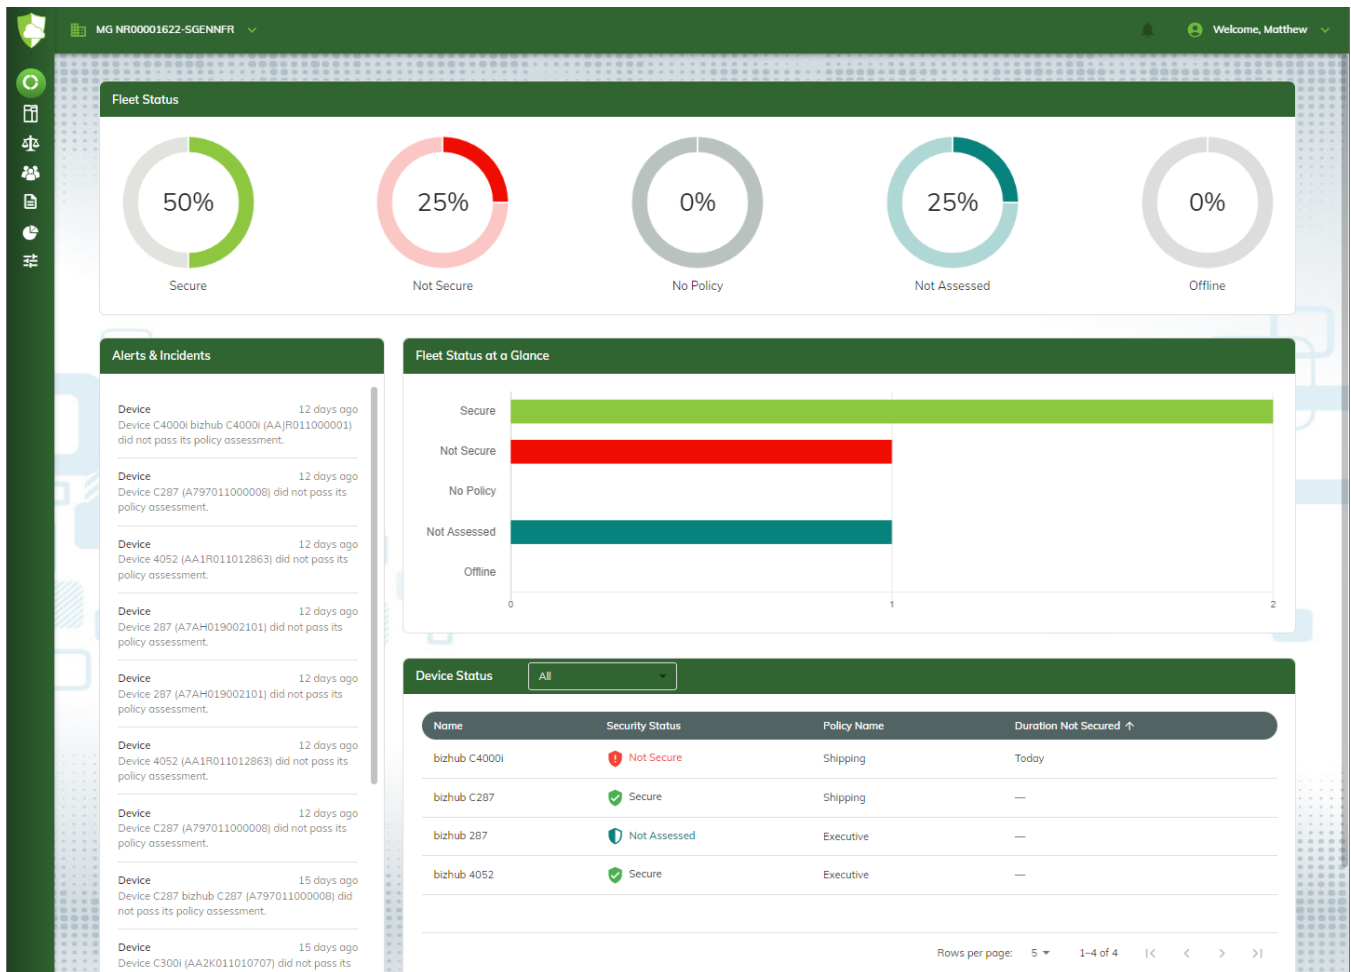 MG NR00001622-SGENNFR
Welcome, Matthew
Fleet Status
50%
25%
0%
25%
0%
Secure
Not Secure
No Policy
Not Assessed
Offline
Alerts & Incidents
Device 12 days ago
Device C4000i bizhub C4000i (AAJR011000001)
did not pass its policy assessment.
Device 12 days ago
Device C287 (A797011000008) did not pass its
policy assessment.
Device 12 days ago
Device 4052 (AA1R011012863) did not pass its
policy assessment.
Device 12 days ago
Device 287 (A7AH019002101) did not pass its
policy assessment.
Device 12 days ago
Device 287 (A7AH019002101) did not pass its
policy assessment.
Device 12 days ago
Device 4052 (AA1R011012863) did not pass its
policy assessment.
Device 12 days ago
Device C287 (A797011000008) did not pass its
policy assessment.
Device 15 days ago
Device C287 bizhub C287 (A797011000008) did
not pass its policy assessment.
Device 15 days ago
Device C300i (AA2K011010707) did not pass its
Fleet Status at a Glance
Secure
Not Secure
No Policy
Not Assessed
Offline
0 1 2
Device Status All
Name Security Status Policy Name Duration Not Secured ↑
bizhub C4000i Not Secure Shipping Today
bizhub C287 Secure Shipping —
bizhub 287 Not Assessed Executive —
bizhub 4052 Secure Executive —
Rows per page: 5 1–4 of 4